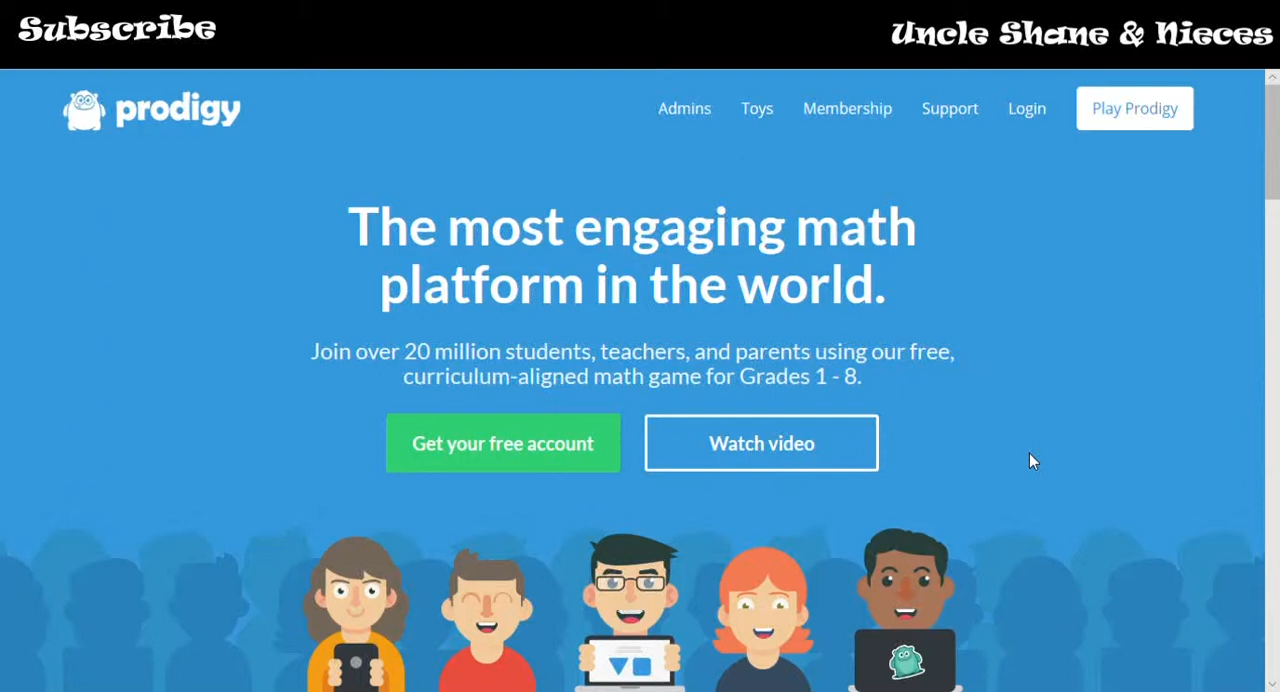 Subscribe
Uncle Shane & Nieces
prodigy
Admins Toys Membership Support Login Play Prodigy
The most engaging math
platform in the world.
Join over 20 million students, teachers, and parents using our free,
curriculum-aligned math game for Grades 1 - 8.
Get your free account
Watch video